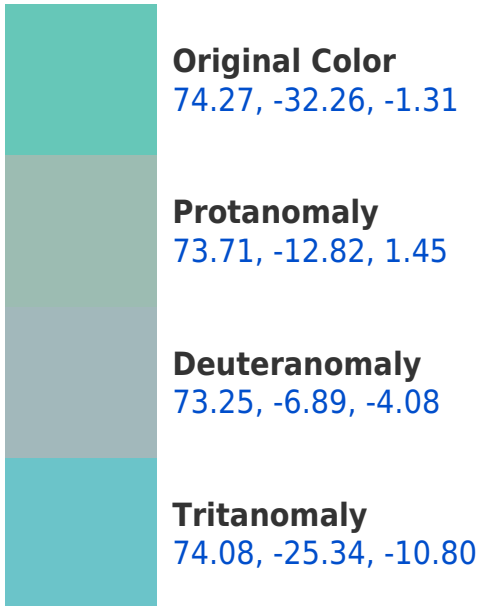 Original Color
74.27, -32.26, -1.31
Protanomaly
73.71, -12.82, 1.45
Deuteranomaly
73.25, -6.89, -4.08
Tritanomaly
74.08, -25.34, -10.80